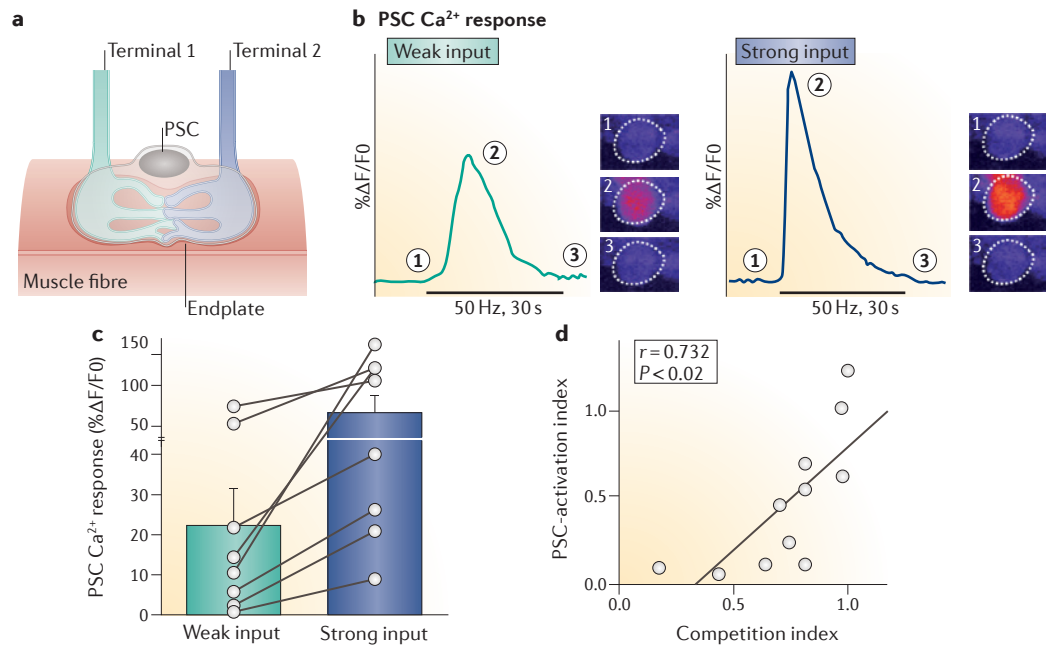 a
Terminal 1
Terminal 2
PSC
Muscle fibre
Endplate
b PSC Ca²⁺ response
Weak input
%ΔF/F0
1
2
3
50 Hz, 30 s
1
2
3
Strong input
%ΔF/F0
1
2
3
50 Hz, 30 s
1
2
3
c
PSC Ca²⁺ response (%ΔF/F0)
150
100
50
40
30
20
10
0
Weak input
Strong input
d
r = 0.732
P < 0.02
PSC-activation index
1.0
0.5
0.0
0.0
0.5
1.0
Competition index